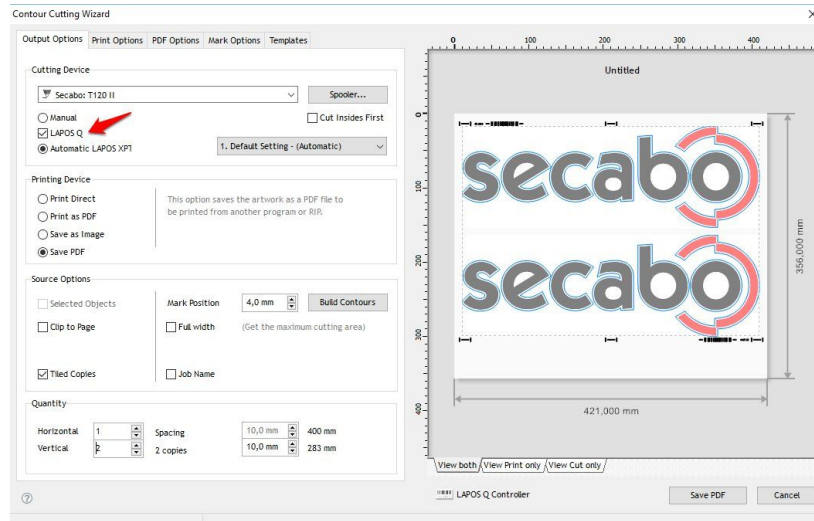 Contour Cutting Wizard
Output Options Print Options PDF Options Mark Options Templates
Cutting Device
Secabo: T120 II
Spooler...
Manual
Cut Insides First
LAPOS Q
Automatic LAPOS XPT
1. Default Setting - (Automatic)
Printing Device
Print Direct
This option saves the artwork as a PDF file to
Print as PDF
be printed from another program or RIP.
Save as Image
Save PDF
Source Options
Selected Objects
Mark Position
4,0 mm
Build Contours
Clip to Page
Full width
(Get the maximum cutting area)
Tiled Copies
Job Name
Quantity
Horizontal 1 Spacing 10,0 mm 400 mm
Vertical 2 2 copies 10,0 mm 283 mm
0 100 200 300 400
Untitled
0
100
200
300
400
secabo
secabo
356,000 mm
421,000 mm
View both View Print only View Cut only
LAPOS Q Controller
Save PDF
Cancel